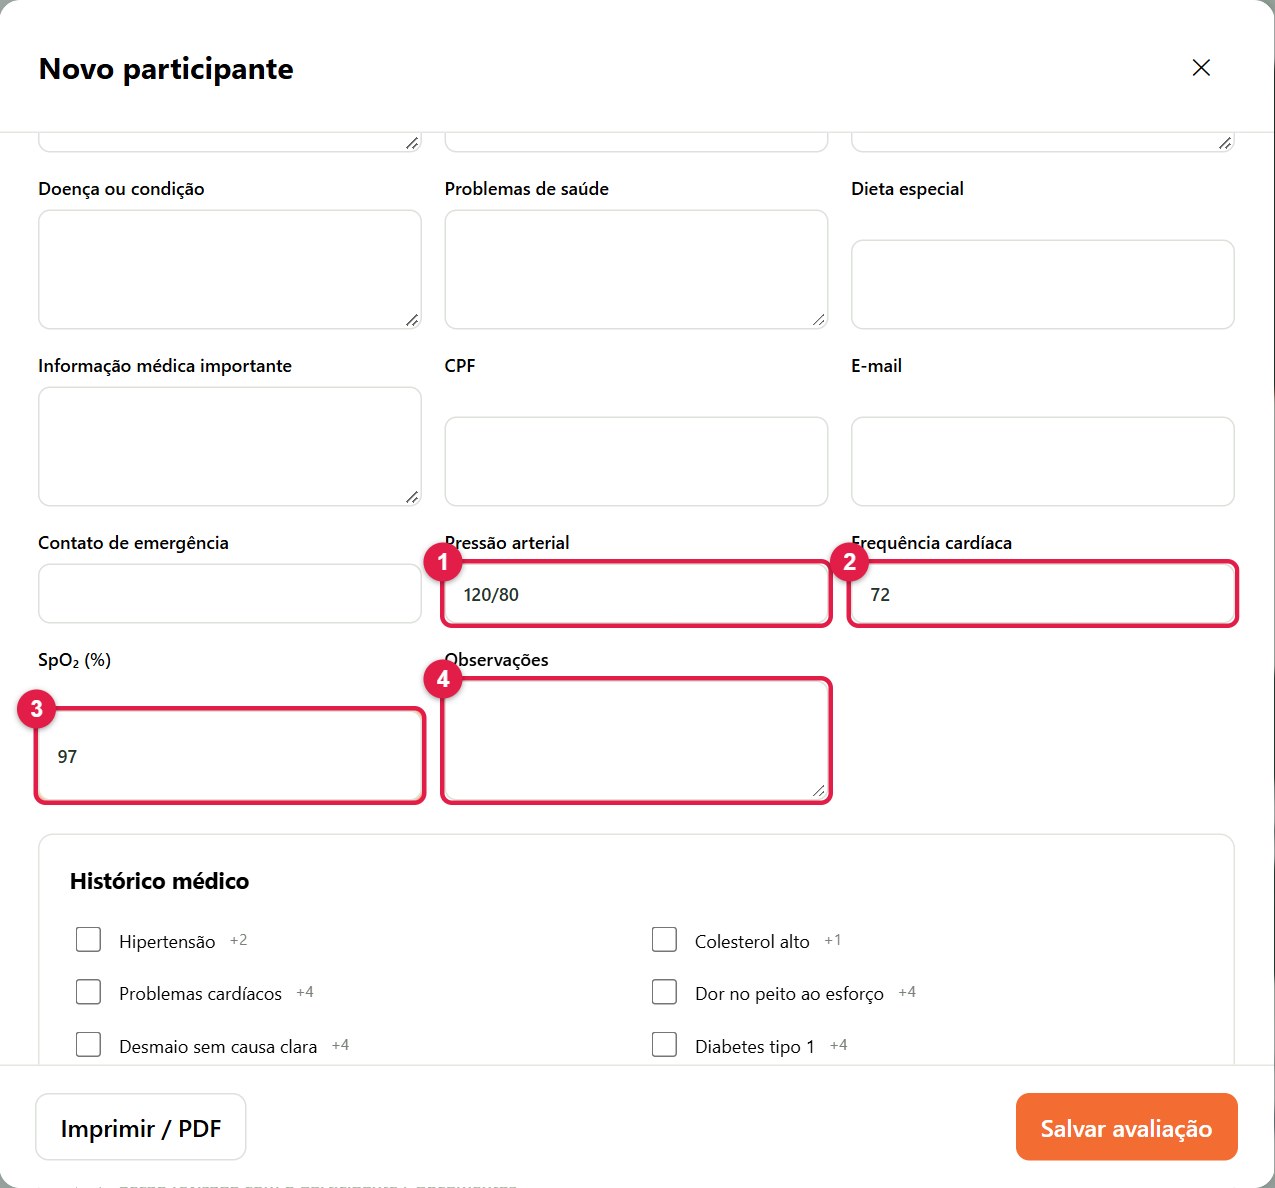 Novo participante
Doença ou condição
Problemas de saúde
Dieta especial
Informação médica importante
CPF
E-mail
Contato de emergência
Pressão arterial
Frequência cardíaca
1
2
120/80
72
SpO₂ (%)
Observações
3
4
97
Histórico médico
Hipertensão +2
Colesterol alto +1
Problemas cardíacos +4
Dor no peito ao esforço +4
Desmaio sem causa clara +4
Diabetes tipo 1 +4
Imprimir / PDF
Salvar avaliação